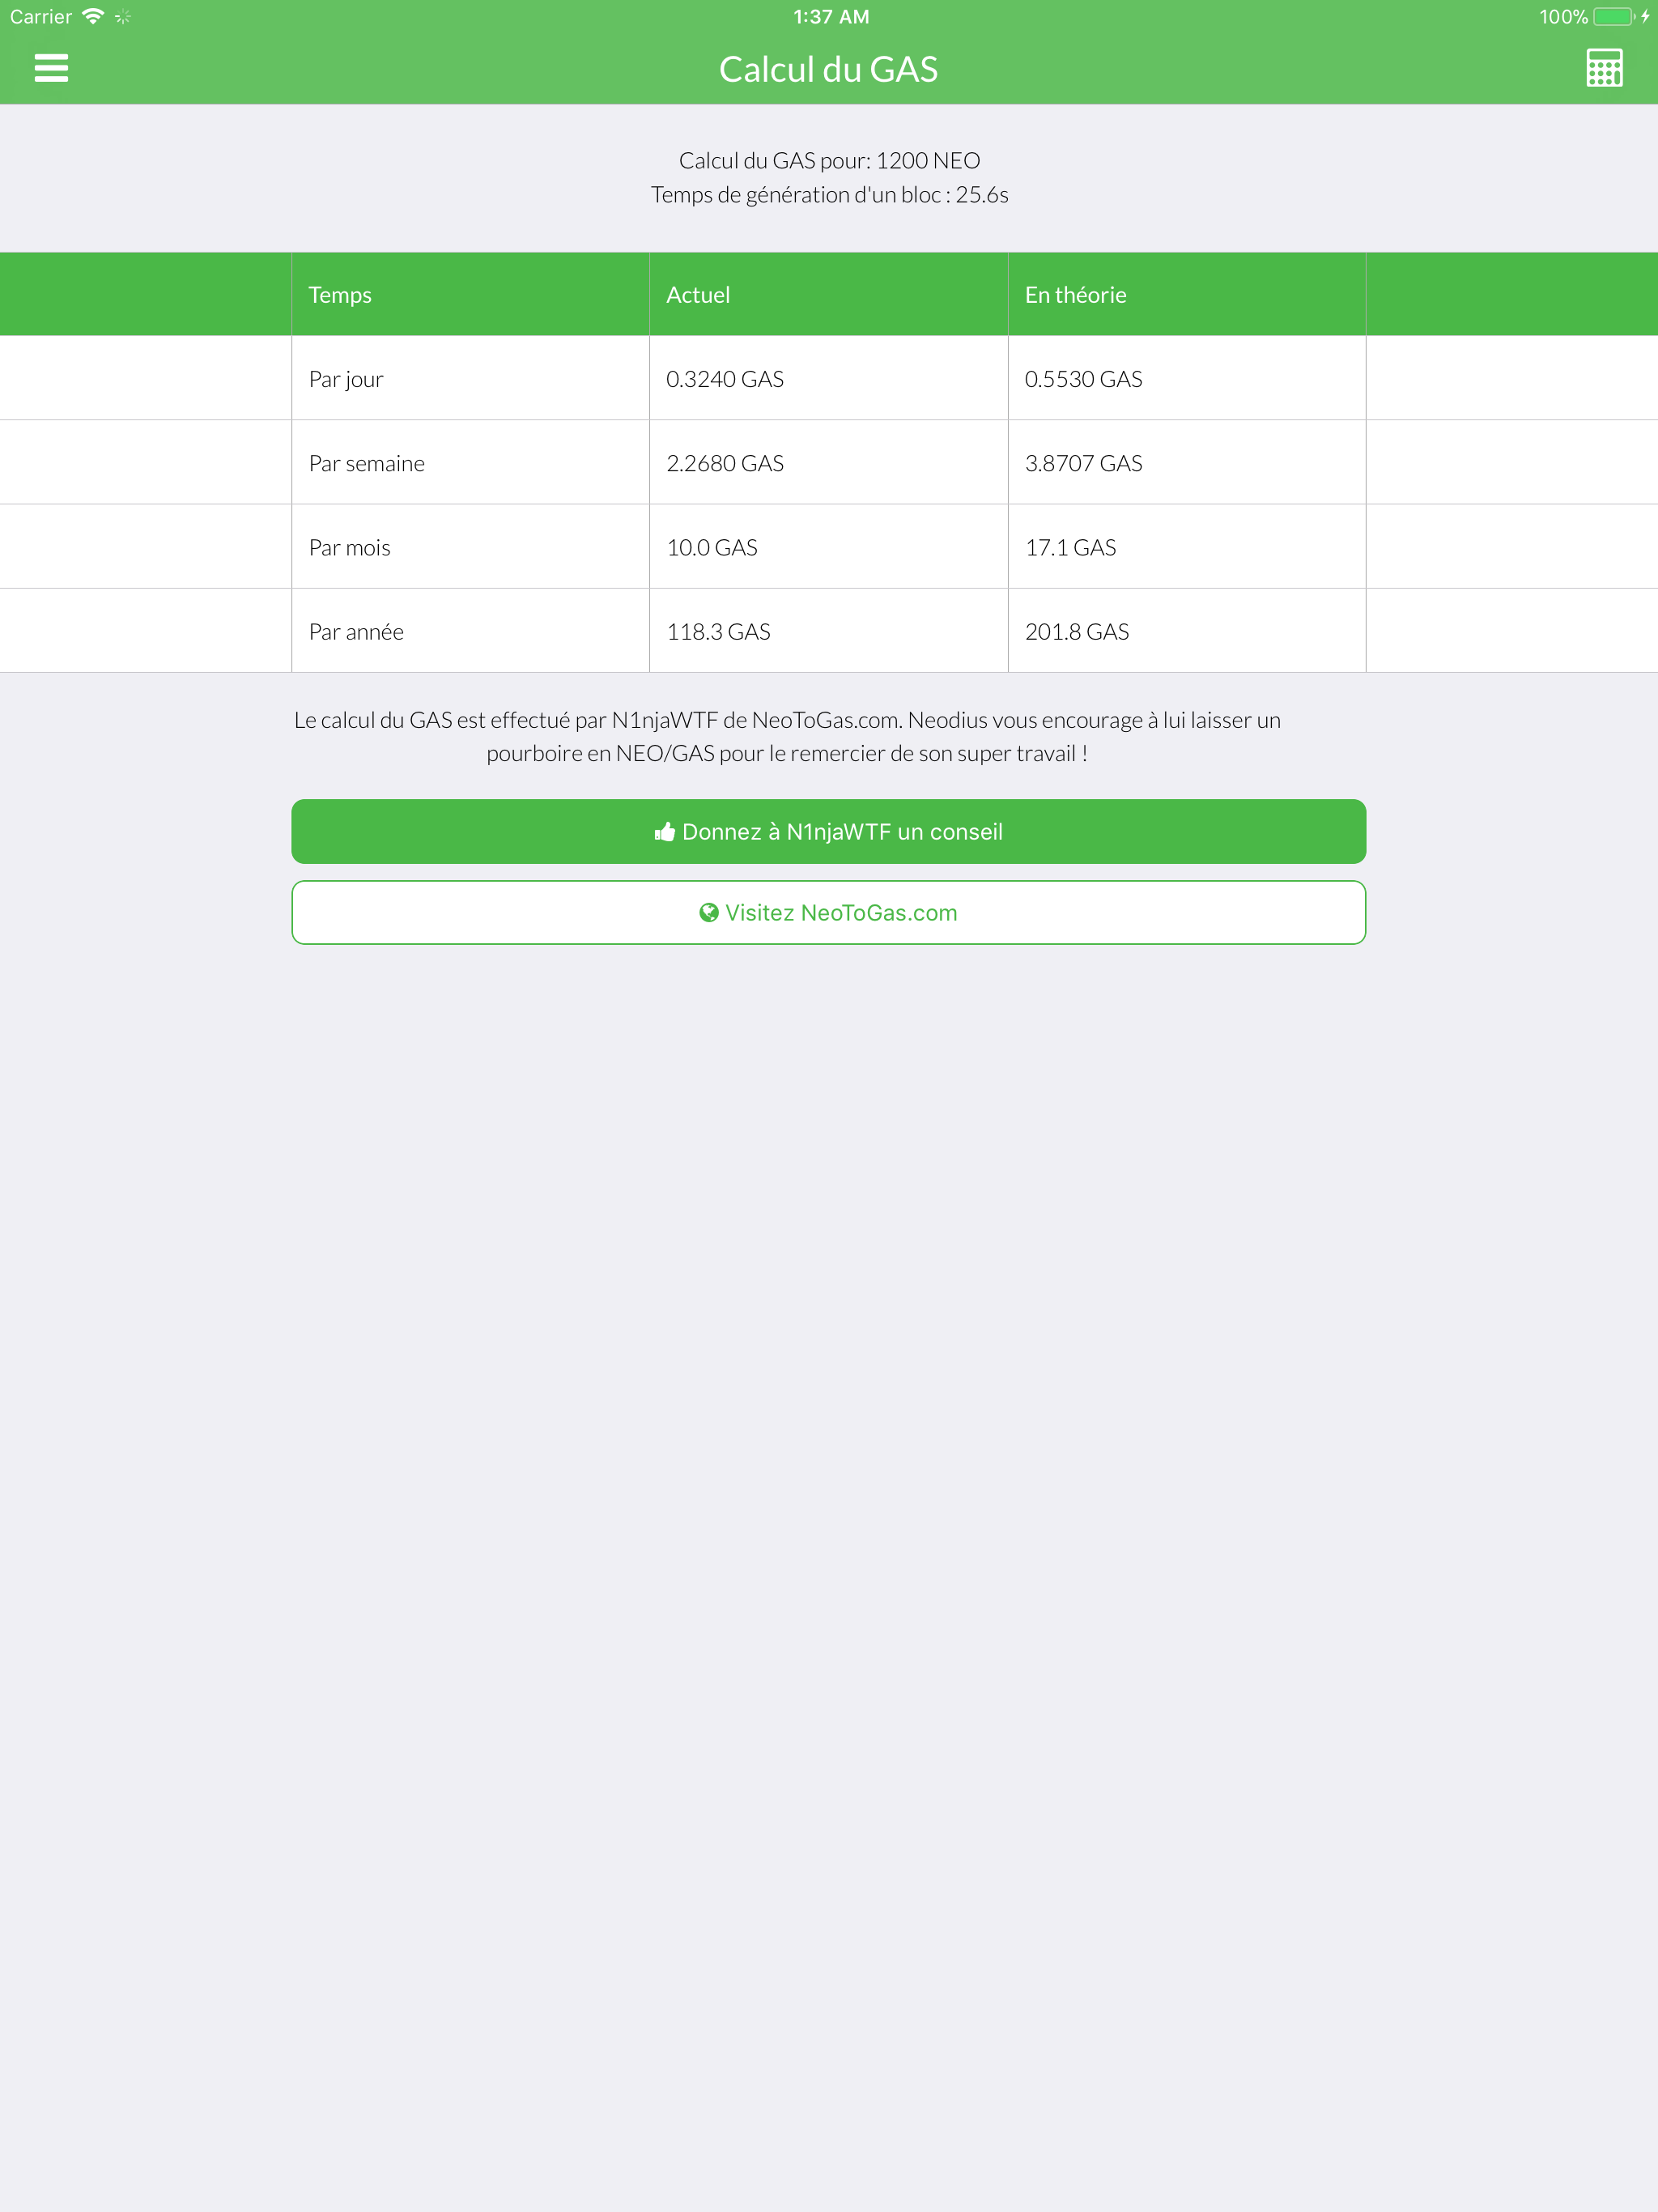 Carrier
1:37 AM
100%
Calcul du GAS
Calcul du GAS pour: 1200 NEO
Temps de génération d'un bloc : 25.6s
Temps Actuel En théorie
Par jour 0.3240 GAS 0.5530 GAS
Par semaine 2.2680 GAS 3.8707 GAS
Par mois 10.0 GAS 17.1 GAS
Par année 118.3 GAS 201.8 GAS
Le calcul du GAS est effectué par N1njaWTF de NeoToGas.com. Neodius vous encourage à lui laisser un
pourboire en NEO/GAS pour le remercier de son super travail !
Donnez à N1njaWTF un conseil
Visitez NeoToGas.com